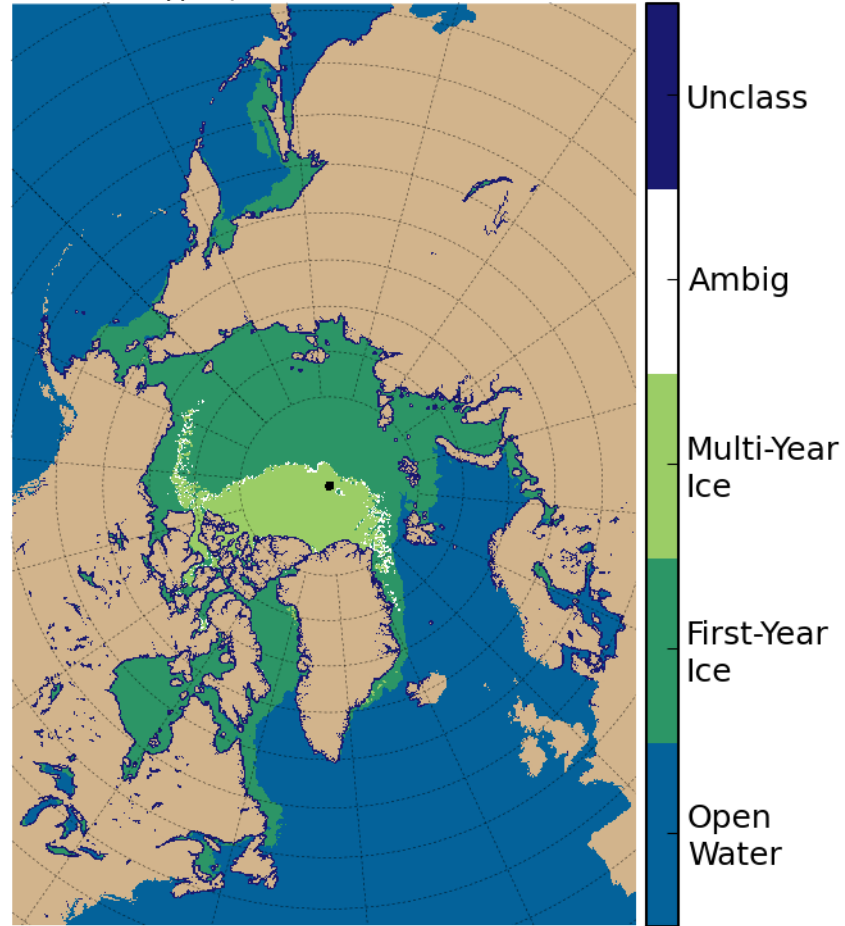 Unclass
Ambig
Multi-Year
Ice
First-Year
Ice
Open
Water